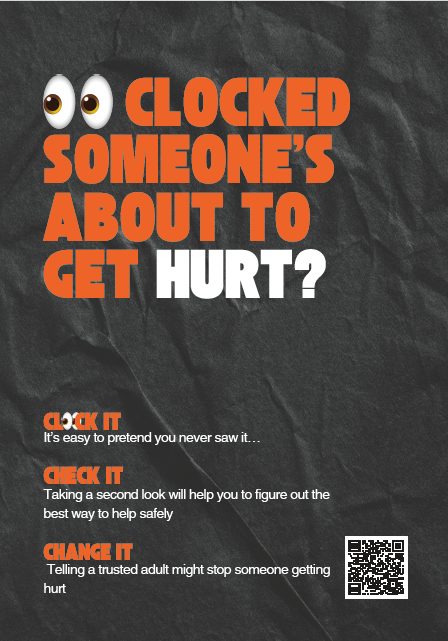 👀 CLOCKED
SOMEONE'S
ABOUT TO
GET HURT?
CLOCK IT
It's easy to pretend you never saw it…
CHECK IT
Taking a second look will help you to figure out the
best way to help safely
CHANGE IT
Telling a trusted adult might stop someone getting
hurt